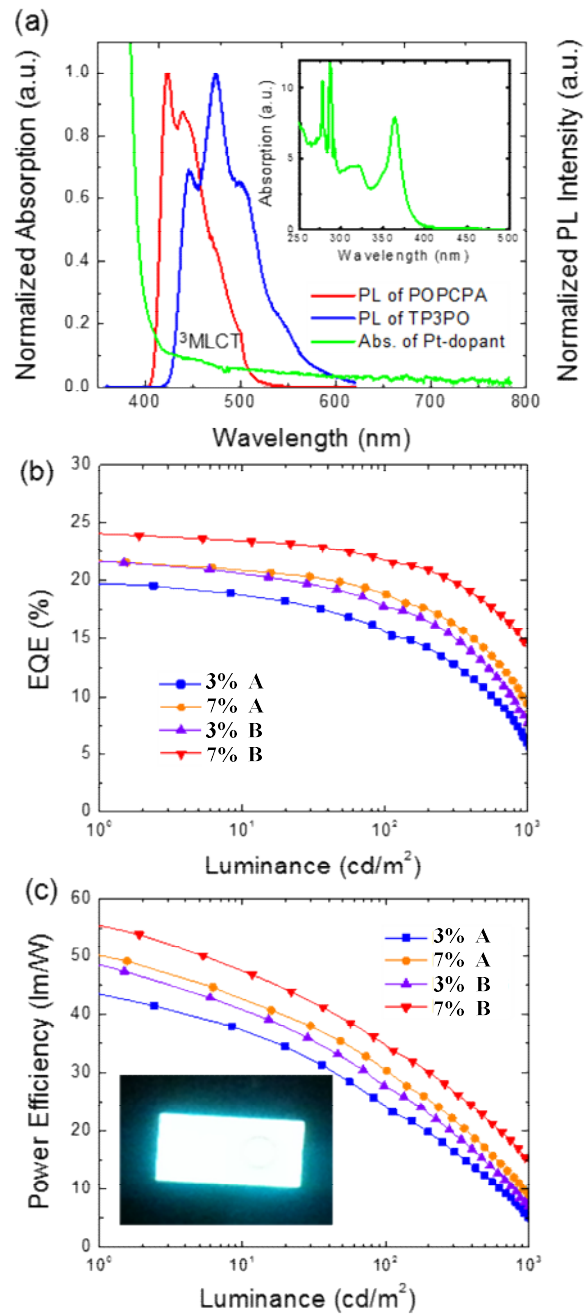 (a)
Normalized Absorption (a.u.)
1.0
0.8
0.6
0.4
0.2
0.0
³MLCT
PL of POPCPA
PL of TP3PO
Abs. of Pt-dopant
Absorption (a.u.)
10
5
0
250 300 350 400 450 500
Wavelength (nm)
Normalized PL Intensity (a.u.)
400 500 600 700 800
Wavelength (nm)
(b)
EQE (%)
30
25
20
15
10
5
0
3% A
7% A
3% B
7% B
10⁰ 10¹ 10² 10³
Luminance (cd/m²)
(c)
Power Efficiency (lm/W)
60
50
40
30
20
10
0
3% A
7% A
3% B
7% B
10⁰ 10¹ 10² 10³
Luminance (cd/m²)